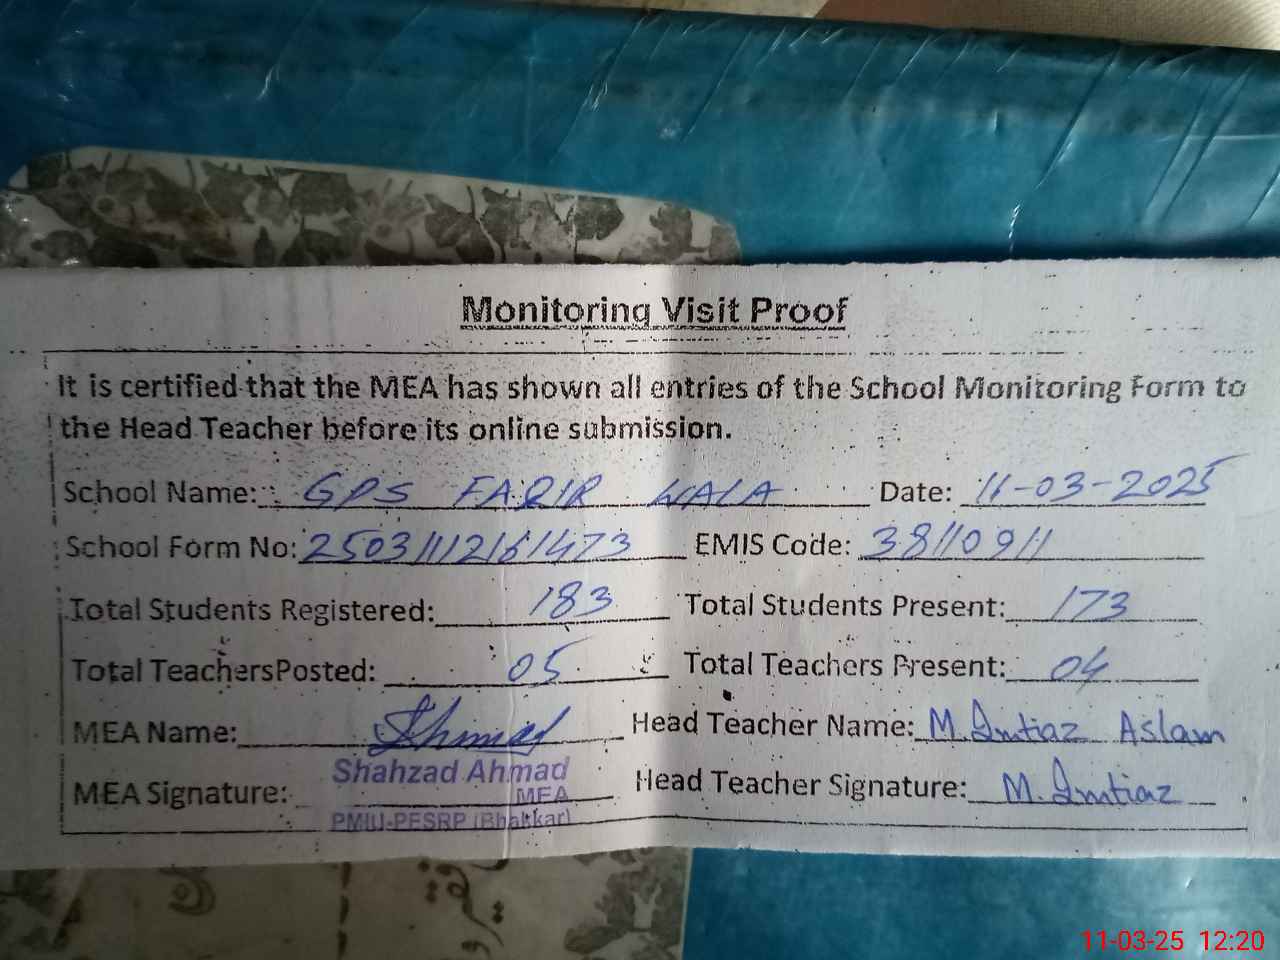 Monitoring Visit Proof
It is certified that the MEA has shown all entries of the School Monitoring Form to
the Head Teacher before its online submission.
School Name: GPS FAQIR WALA Date: 11-03-2025
School Form No: 25031112161473 EMIS Code: 38110911
Total Students Registered: 183 Total Students Present: 173
Total TeachersPosted: 05 Total Teachers Present: 04
MEA Name: SAhmad Head Teacher Name: M. Imtiaz Aslam
Shahzad Ahmad
MEA Signature: MEA Head Teacher Signature: M. Imtiaz
PMIU-PESRP (Bhakkar)
11-03-25 12:20